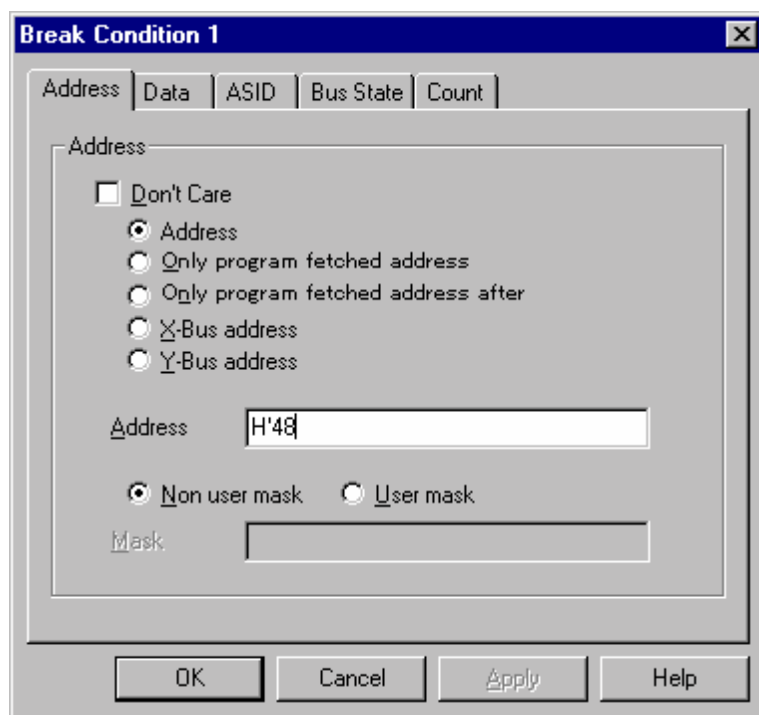 Break Condition 1
Address Data ASID Bus State Count
Address
Don't Care
Address
Only program fetched address
Only program fetched address after
X-Bus address
Y-Bus address
Address H'48
Non user mask User mask
Mask
OK Cancel Apply Help